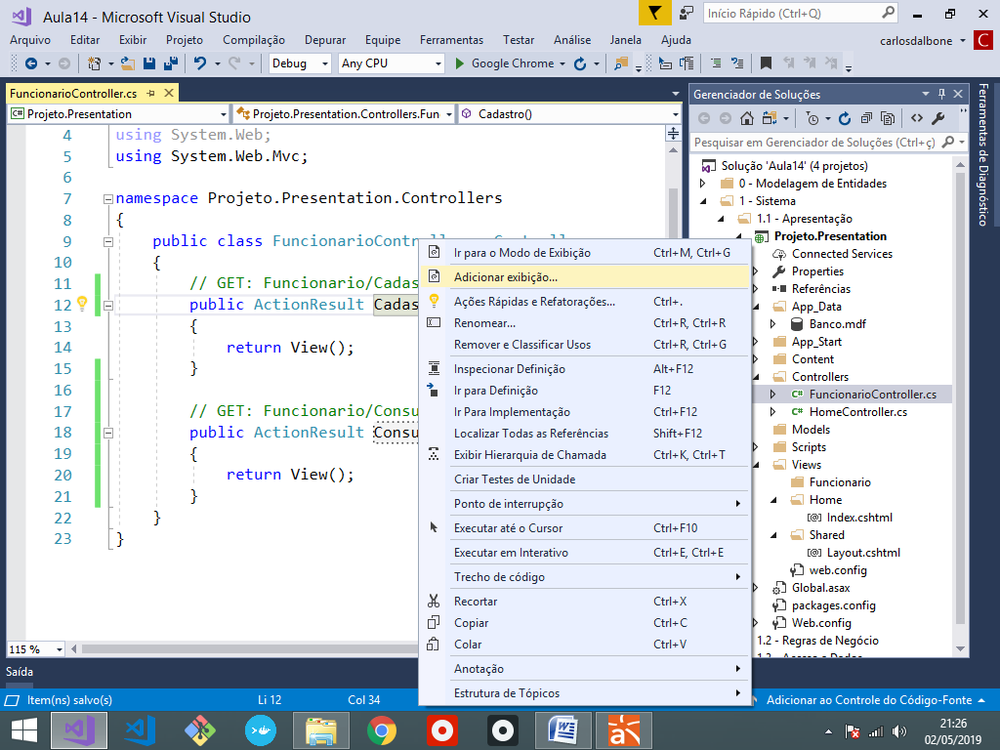 Aula14 - Microsoft Visual Studio
Início Rápido (Ctrl+Q)
Arquivo Editar Exibir Projeto Compilação Depurar Equipe Ferramentas Testar Análise Janela Ajuda carlosdalbone C
Debug Any CPU Google Chrome
FuncionarioController.cs
Projeto.Presentation Projeto.Presentation.Controllers.Fun Cadastro()
4 using System.Web;
5 using System.Web.Mvc;
6
7 namespace Projeto.Presentation.Controllers
8 {
9 public class FuncionarioContr
10 {
11 // GET: Funcionario/Cadas
12 public ActionResult Cadas
13 {
14 return View();
15 }
16
17 // GET: Funcionario/Consu
18 public ActionResult Consu
19 {
20 return View();
21 }
22 }
23 }
115 %
Ir para o Modo de Exibição Ctrl+M, Ctrl+G
Adicionar exibição...
Ações Rápidas e Refatorações... Ctrl+.
Renomear... Ctrl+R, Ctrl+R
Remover e Classificar Usos Ctrl+R, Ctrl+G
Inspecionar Definição Alt+F12
Ir para Definição F12
Ir Para Implementação Ctrl+F12
Localizar Todas as Referências Shift+F12
Exibir Hierarquia de Chamada Ctrl+K, Ctrl+T
Criar Testes de Unidade
Ponto de interrupção
Executar até o Cursor Ctrl+F10
Executar em Interativo Ctrl+E, Ctrl+E
Trecho de código
Recortar Ctrl+X
Copiar Ctrl+C
Colar Ctrl+V
Anotação
Estrutura de Tópicos
Gerenciador de Soluções
Pesquisar em Gerenciador de Soluções (Ctrl+ç)
Solução 'Aula14' (4 projetos)
0 - Modelagem de Entidades
1 - Sistema
1.1 - Apresentação
Projeto.Presentation
Connected Services
Properties
Referências
App_Data
Banco.mdf
App_Start
Content
Controllers
C# FuncionarioController.cs
C# HomeController.cs
Models
Scripts
Views
Funcionario
Home
Index.cshtml
Shared
Layout.cshtml
web.config
Global.asax
packages.config
Web.config
1.2 - Regras de Negócio
Ferramentas de Diagnóstico
Saída
Item(ns) salvo(s) Li 12 Col 34 Adicionar ao Controle do Código-Fonte
21:26
02/05/2019